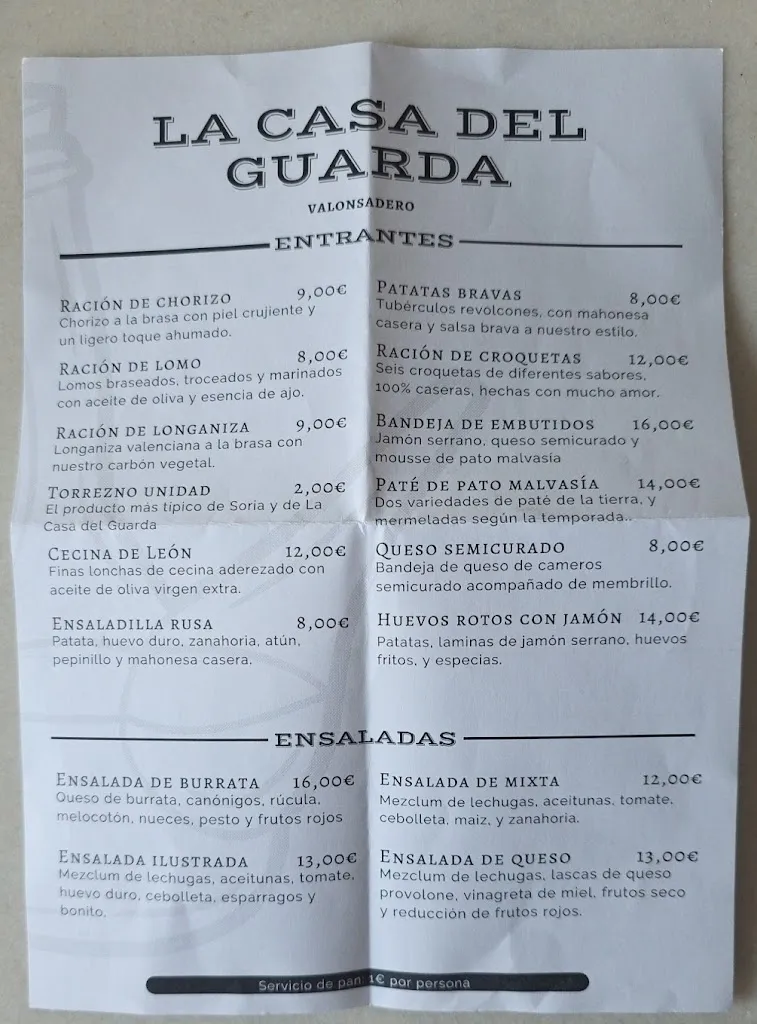 LA CASA DEL
GUARDA
VALONSADERO
ENTRANTES
RACIÓN DE CHORIZO 9,00€
Chorizo a la brasa con piel crujiente y
un ligero toque ahumado.
RACIÓN DE LOMO 8,00€
Lomos braseados, troceados y marinados
con aceite de oliva y esencia de ajo.
RACIÓN DE LONGANIZA 9,00€
Longaniza valenciana a la brasa con
nuestro carbón vegetal.
TORREZNO UNIDAD 2,00€
El producto más típico de Soria y de La
Casa del Guarda
CECINA DE LEÓN 12,00€
Finas lonchas de cecina aderezado con
aceite de oliva virgen extra.
ENSALADILLA RUSA 8,00€
Patata, huevo duro, zanahoria, atún,
pepinillo y mahonesa casera.
PATATAS BRAVAS 8,00€
Tubérculos revolcones, con mahonesa
casera y salsa brava a nuestro estilo.
RACIÓN DE CROQUETAS 12,00€
Seis croquetas de diferentes sabores,
100% caseras, hechas con mucho amor.
BANDEJA DE EMBUTIDOS 16,00€
Jamón serrano, queso semicurado y
mousse de pato malvasía
PATÉ DE PATO MALVASÍA 14,00€
Dos variedades de paté de la tierra, y
mermeladas según la temporada..
QUESO SEMICURADO 8,00€
Bandeja de queso de cameros
semicurado acompañado de membrillo.
HUEVOS ROTOS CON JAMÓN 14,00€
Patatas, laminas de jamón serrano, huevos
fritos, y especias.
ENSALADAS
ENSALADA DE BURRATA 16,00€
Queso de burrata, canónigos, rúcula,
melocotón, nueces, pesto y frutos rojos
ENSALADA ILUSTRADA 13,00€
Mezclum de lechugas, aceitunas, tomate,
huevo duro, cebolleta, espárragos y
bonito.
ENSALADA DE MIXTA 12,00€
Mezclum de lechugas, aceitunas, tomate,
cebolleta, maiz, y zanahoria.
ENSALADA DE QUESO 13,00€
Mezclum de lechugas, lascas de queso
provolone, vinagreta de miel, frutos seco
y reducción de frutos rojos.
Servicio de pan: 1€ por persona